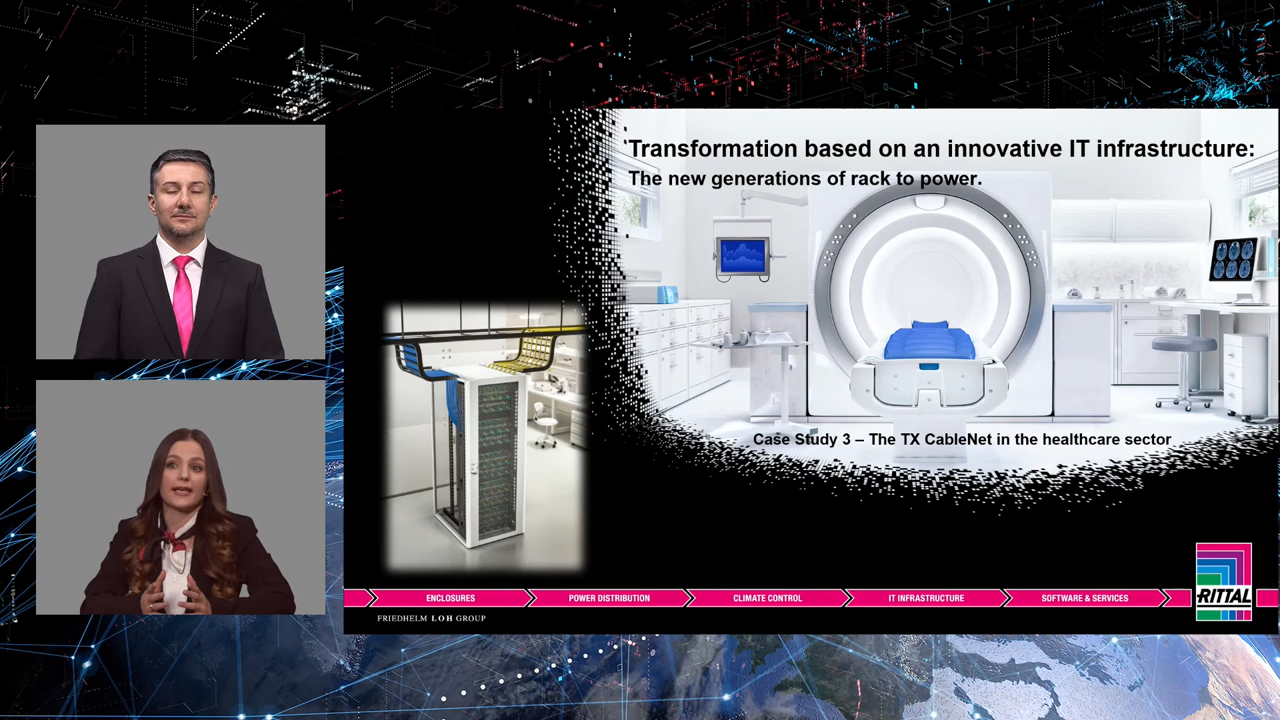 Transformation based on an innovative IT infrastructure:
The new generations of rack to power.
Case Study 3 – The TX CableNet in the healthcare sector
ENCLOSURES
POWER DISTRIBUTION
CLIMATE CONTROL
IT INFRASTRUCTURE
SOFTWARE & SERVICES
RITTAL
FRIEDHELM LOH GROUP